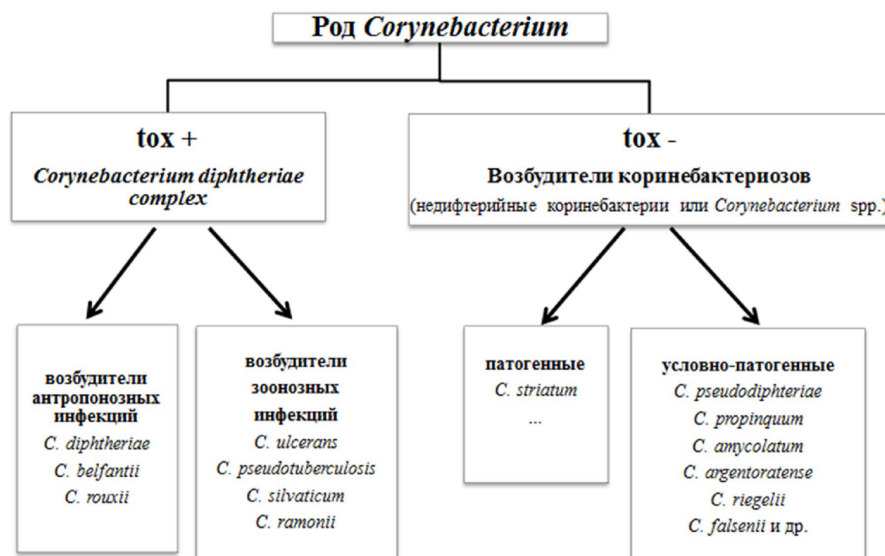 Род Corynebacterium
tox +
Corynebacterium diphtheriae
complex
tox -
Возбудители коринебактериозов
(недифтерийные коринебактерии или Corynebacterium spp.)
возбудители
антропонозных
инфекций
C. diphtheriae
C. belfantii
C. rouxii
возбудители
зоонозных
инфекций
C. ulcerans
C. pseudotuberculosis
C. silvaticum
C. ramonii
патогенные
C. striatum
...
условно-патогенные
C. pseudodiphteriae
C. propinquum
C. amycolatum
C. argentoratense
C. riegelii
C. falsenii и др.